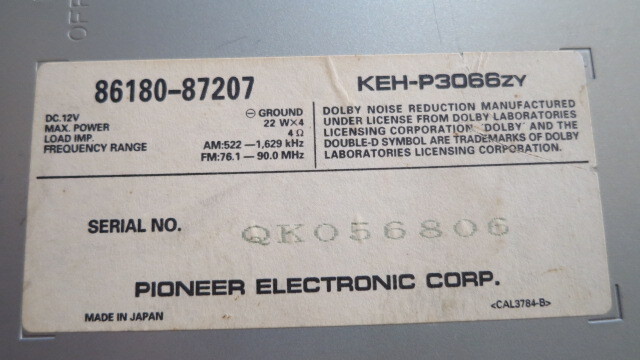 OFF
86180-87207
KEH-P3066ZY
DC.12V ⊖ GROUND
MAX. POWER 22 W×4
LOAD IMP. 4 Ω
FREQUENCY RANGE AM:522 — 1,629 kHz
FM:76.1 — 90.0 MHz
DOLBY NOISE REDUCTION MANUFACTURED
UNDER LICENSE FROM DOLBY LABORATORIES
LICENSING CORPORATION. "DOLBY" AND THE
DOUBLE-D SYMBOL ARE TRADEMARKS OF DOLBY
LABORATORIES LICENSING CORPORATION.
SERIAL NO. QK056806
PIONEER ELECTRONIC CORP.
MADE IN JAPAN <CAL3784-B>